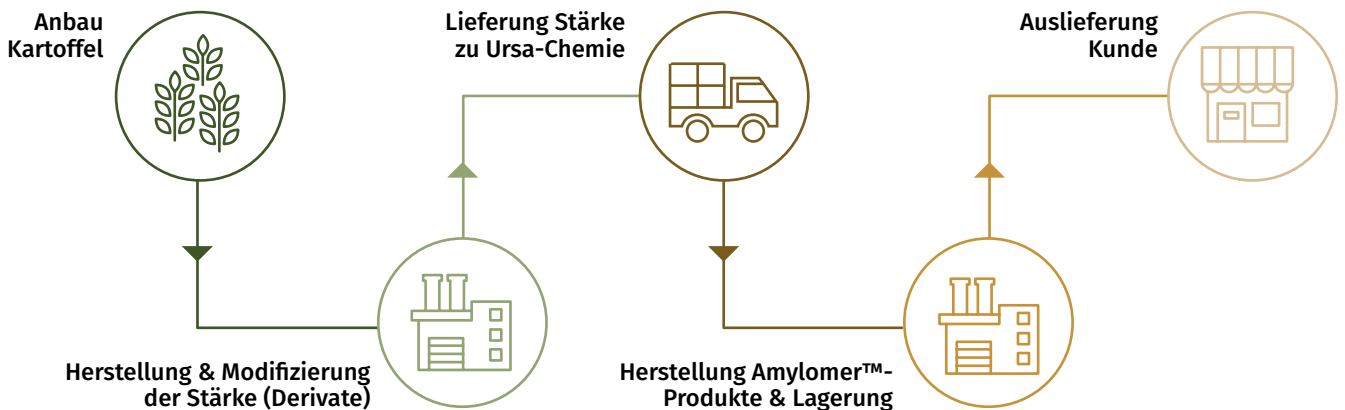 Anbau
Kartoffel
Herstellung & Modifizierung
der Stärke (Derivate)
Lieferung Stärke
zu Ursa-Chemie
Herstellung Amylomer™-
Produkte & Lagerung
Auslieferung
Kunde